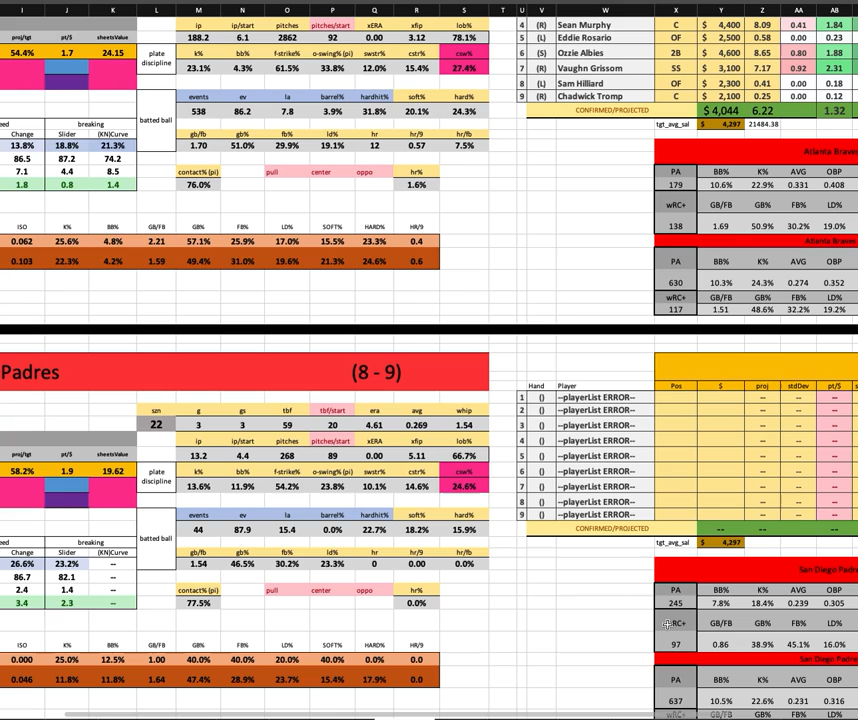 I J K L M N O P Q R S T U V W X Y Z AA AB
proj/tgt pt/$ sheetsValue ip ip/start pitches pitches/start xERA xfip lob% 4 (R) Sean Murphy C $ 4,400 8.09 0.41 1.84
188.2 6.1 2862 92 0.00 3.12 78.1% 5 (L) Eddie Rosario OF $ 2,500 0.58 0.00 0.23
54.4% 1.7 24.15 plate discipline k% bb% f-strike% o-swing% (pi) swstr% cstr% csw% 6 (S) Ozzie Albies 2B $ 4,600 8.65 0.80 1.88
23.1% 4.3% 61.5% 33.8% 12.0% 15.4% 27.4% 7 (R) Vaughn Grissom SS $ 3,100 7.17 0.92 2.31
8 (L) Sam Hilliard OF $ 2,300 0.41 0.00 0.18
events ev la barrel% hardhit% soft% hard% 9 (R) Chadwick Tromp C $ 2,100 0.25 0.00 0.12
538 86.2 7.8 3.9% 31.8% 20.1% 24.3% CONFIRMED/PROJECTED $ 4,044 6.22 1.32
eed breaking batted ball tgt_avg_sal $ 4,297 21484.38
Change Slider (KN)Curve gb/fb gb% fb% ld% hr hr/9 hr/fb
13.8% 18.8% 21.3% 1.70 51.0% 29.9% 19.1% 12 0.57 7.5% Atlanta Braves
86.5 87.2 74.2
7.1 4.4 8.5 contact% (pi) pull center oppo hr% PA BB% K% AVG OBP
1.8 0.8 1.4 76.0% 1.6% 179 10.6% 22.9% 0.331 0.408
wRC+ GB/FB GB% FB% LD%
ISO K% BB% GB/FB GB% FB% LD% SOFT% HARD% HR/9 138 1.69 50.9% 30.2% 19.0%
0.062 25.6% 4.8% 2.21 57.1% 25.9% 17.0% 15.5% 23.3% 0.4 Atlanta Braves
0.103 22.3% 4.2% 1.59 49.4% 31.0% 19.6% 21.3% 24.6% 0.6 PA BB% K% AVG OBP
630 10.3% 24.3% 0.274 0.352
wRC+ GB/FB GB% FB% LD%
117 1.51 48.6% 32.2% 19.2%
Padres (8 - 9)
Hand Player Pos $ proj stdDev pt/$
1 () --playerList ERROR-- -- -- --
szn g gs tbf tbf/start era avg whip 2 () --playerList ERROR-- -- -- --
22 3 3 59 20 4.61 0.269 1.54 3 () --playerList ERROR-- -- -- --
ip ip/start pitches pitches/start xERA xfip lob% 4 () --playerList ERROR-- -- -- --
proj/tgt pt/$ sheetsValue 13.2 4.4 268 89 0.00 5.11 66.7% 5 () --playerList ERROR-- -- -- --
58.2% 1.9 19.62 plate discipline k% bb% f-strike% o-swing% (pi) swstr% cstr% csw% 6 () --playerList ERROR-- -- -- --
13.6% 11.9% 54.2% 23.8% 10.1% 14.6% 24.6% 7 () --playerList ERROR-- -- -- --
8 () --playerList ERROR-- -- -- --
events ev la barrel% hardhit% soft% hard% 9 () --playerList ERROR-- -- -- --
44 87.9 15.4 0.0% 22.7% 18.2% 15.9% CONFIRMED/PROJECTED -- -- --
eed breaking batted ball tgt_avg_sal $ 4,297
Change Slider (KN)Curve gb/fb gb% fb% ld% hr hr/9 hr/fb
26.6% 23.2% -- 1.54 46.5% 30.2% 23.3% 0 0.00 0.0% San Diego Padres
86.7 82.1 --
2.4 1.4 -- contact% (pi) pull center oppo hr% PA BB% K% AVG OBP
3.4 2.3 -- 77.5% 0.0% 245 7.8% 18.4% 0.239 0.305
wRC+ GB/FB GB% FB% LD%
ISO K% BB% GB/FB GB% FB% LD% SOFT% HARD% HR/9 97 0.86 38.9% 45.1% 16.0%
0.000 25.0% 12.5% 1.00 40.0% 40.0% 20.0% 40.0% 0.0% 0.0 San Diego Padres
0.046 11.8% 11.8% 1.64 47.4% 28.9% 23.7% 15.4% 17.9% 0.0 PA BB% K% AVG OBP
637 10.5% 22.6% 0.231 0.316
wRC+ GB/FB GB% FB% LD%